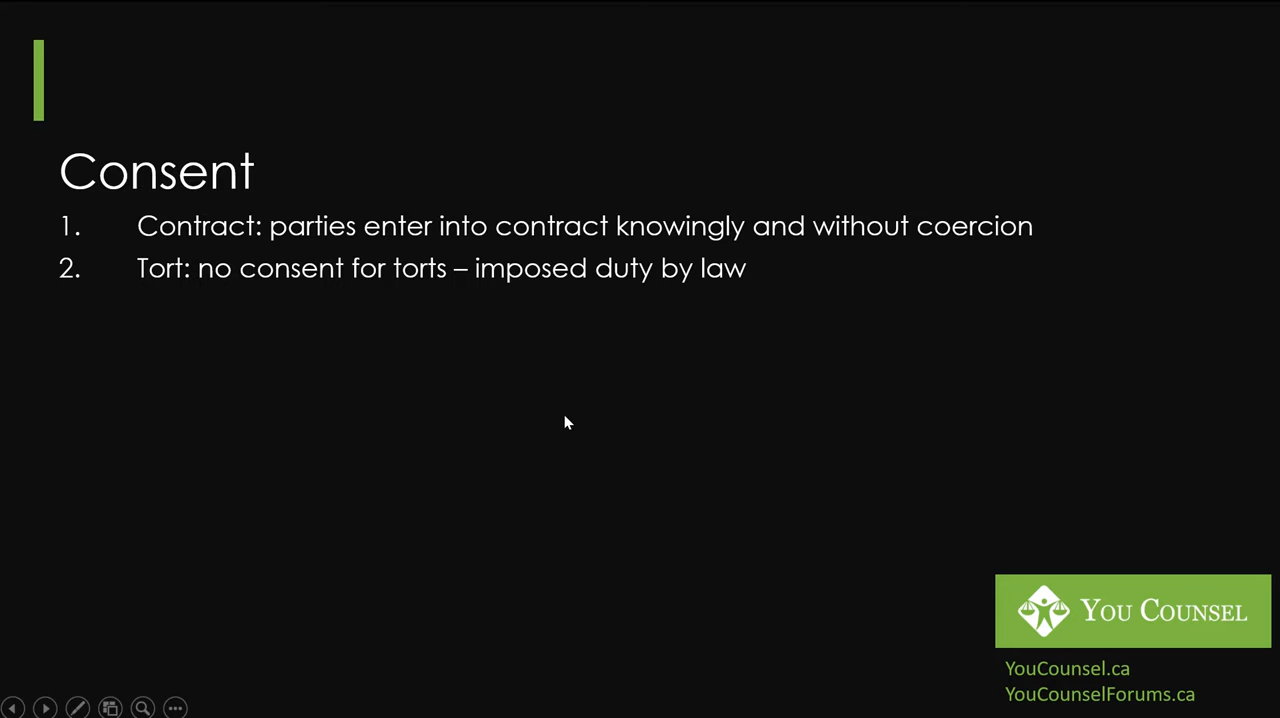 Consent
1. Contract: parties enter into contract knowingly and without coercion
2. Tort: no consent for torts – imposed duty by law
You Counsel
YouCounsel.ca
YouCounselForums.ca